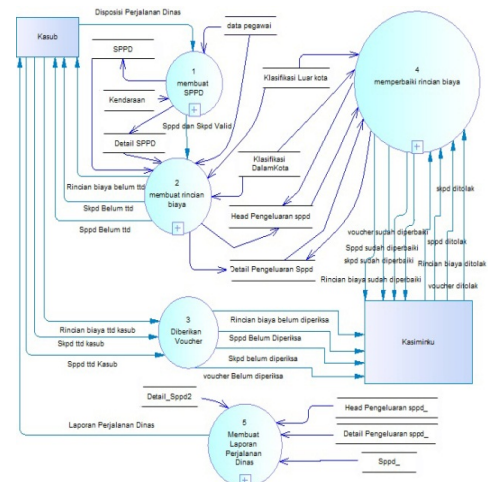 Disposisi Perjalanan Dinas
Kasub
SPPD
data pegawai
1
membuat
SPPD
Kendaraan
Klasifikasi Luar kota
4
memperbaiki rincian biaya
Sppd dan Skpd Valid
Detail SPPD
Klasifikasi
DalamKota
2
membuat rincian
biaya
Rincian biaya belum ttd
Skpd Belum ttd
Sppd Belum ttd
Head Pengeluaran sppd
Detail Pengeluaran Sppd
skpd ditolak
voucher sudah diperbaiki
Sppd sudah diperbaiki
sppd ditolak
skpd sudah diperbaiki
Rincian biaya ditolak
Rincian biaya sudah diperbaiki
voucher ditolak
3
Diberikan
Voucher
Rincian biaya ttd kasub
Skpd ttd kasub
Sppd ttd Kasub
Rincian biaya belum diperiksa
Sppd Belum Diperiksa
Skpd belum diperiksa
voucher Belum diperiksa
Kasiminku
Detail_Sppd2
Laporan Perjalanan Dinas
5
Membuat
Laporan
Perjalanan
Dinas
Head Pengeluaran sppd_
Detail Pengeluaran sppd_
Sppd_